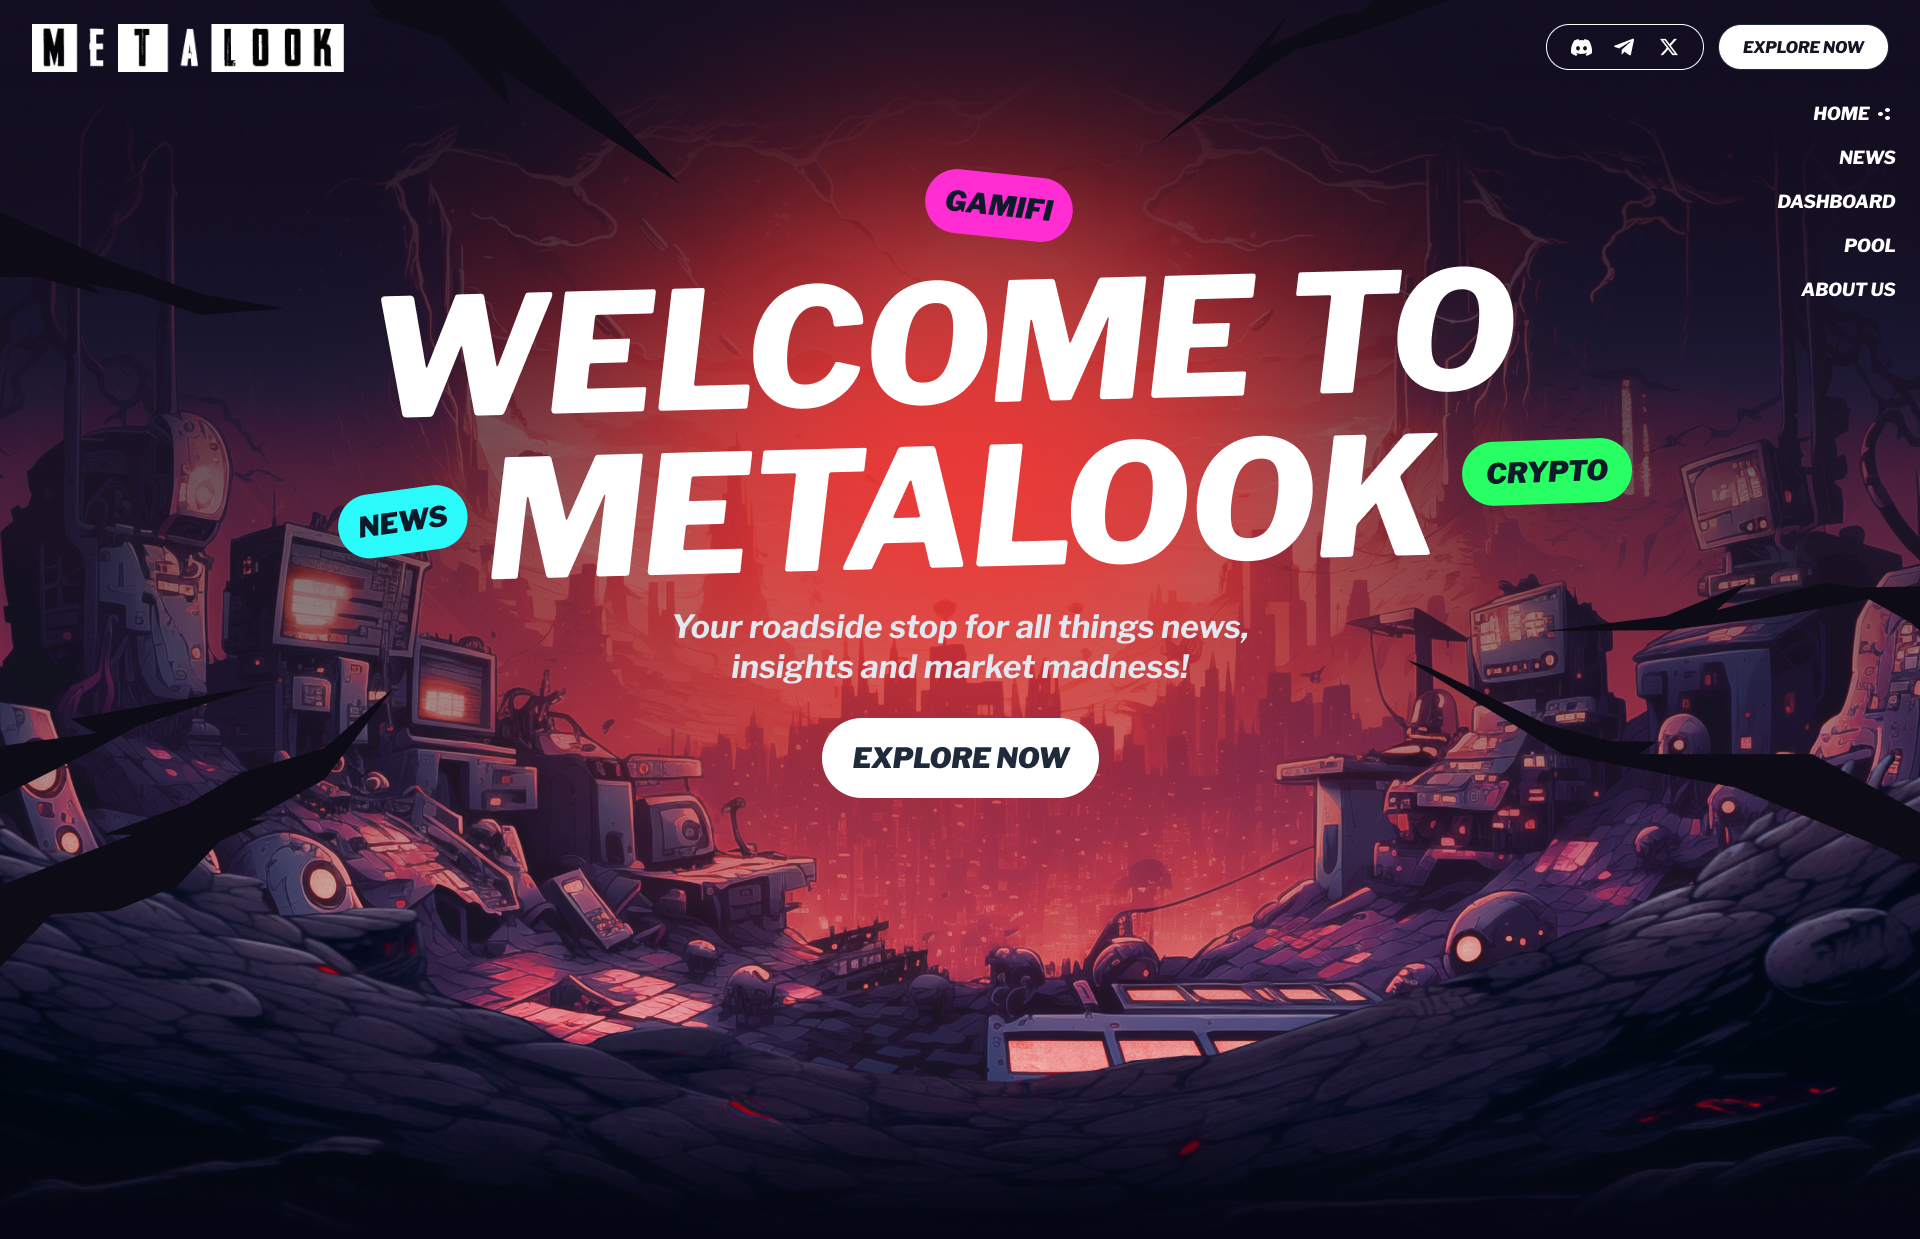 METALOOK
EXPLORE NOW
HOME
NEWS
DASHBOARD
POOL
ABOUT US
GAMIFI
WELCOME TO
METALOOK
CRYPTO
NEWS
Your roadside stop for all things news,
insights and market madness!
EXPLORE NOW